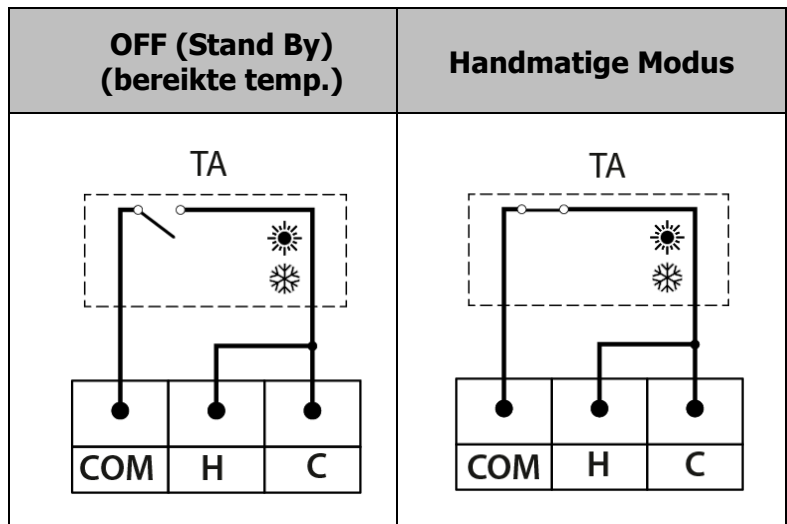 OFF (Stand By)
(bereikte temp.)
Handmatige Modus
TA
TA
COM H C
COM H C